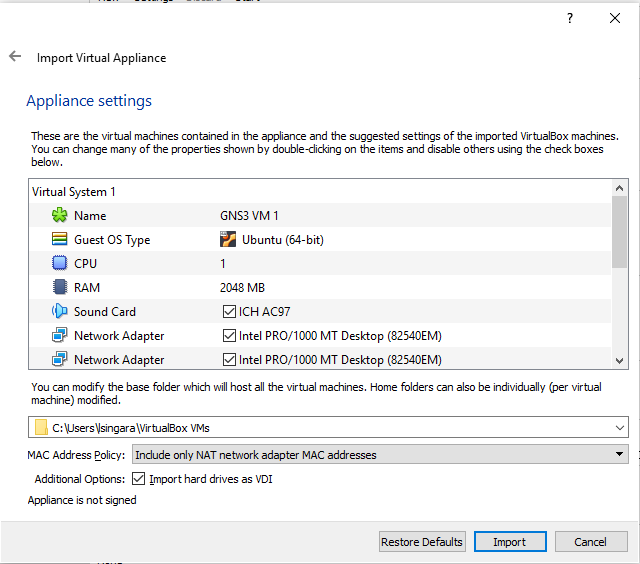 ?
Import Virtual Appliance
Appliance settings
These are the virtual machines contained in the appliance and the suggested settings of the imported VirtualBox machines.
You can change many of the properties shown by double-clicking on the items and disable others using the check boxes
below.
Virtual System 1
Name GNS3 VM 1
Guest OS Type Ubuntu (64-bit)
CPU 1
RAM 2048 MB
Sound Card ICH AC97
Network Adapter Intel PRO/1000 MT Desktop (82540EM)
Network Adapter Intel PRO/1000 MT Desktop (82540EM)
You can modify the base folder which will host all the virtual machines. Home folders can also be individually (per virtual
machine) modified.
C:\Users\lsingara\VirtualBox VMs
MAC Address Policy: Include only NAT network adapter MAC addresses
Additional Options: Import hard drives as VDI
Appliance is not signed
Restore Defaults Import Cancel